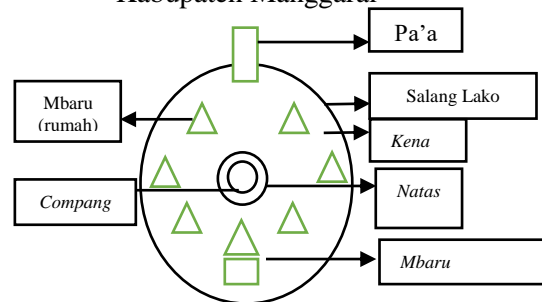 Kabupaten Manggarai
Pa'a
Mbaru
(rumah)
Salang Lako
Kena
Compang
Natas
Mbaru